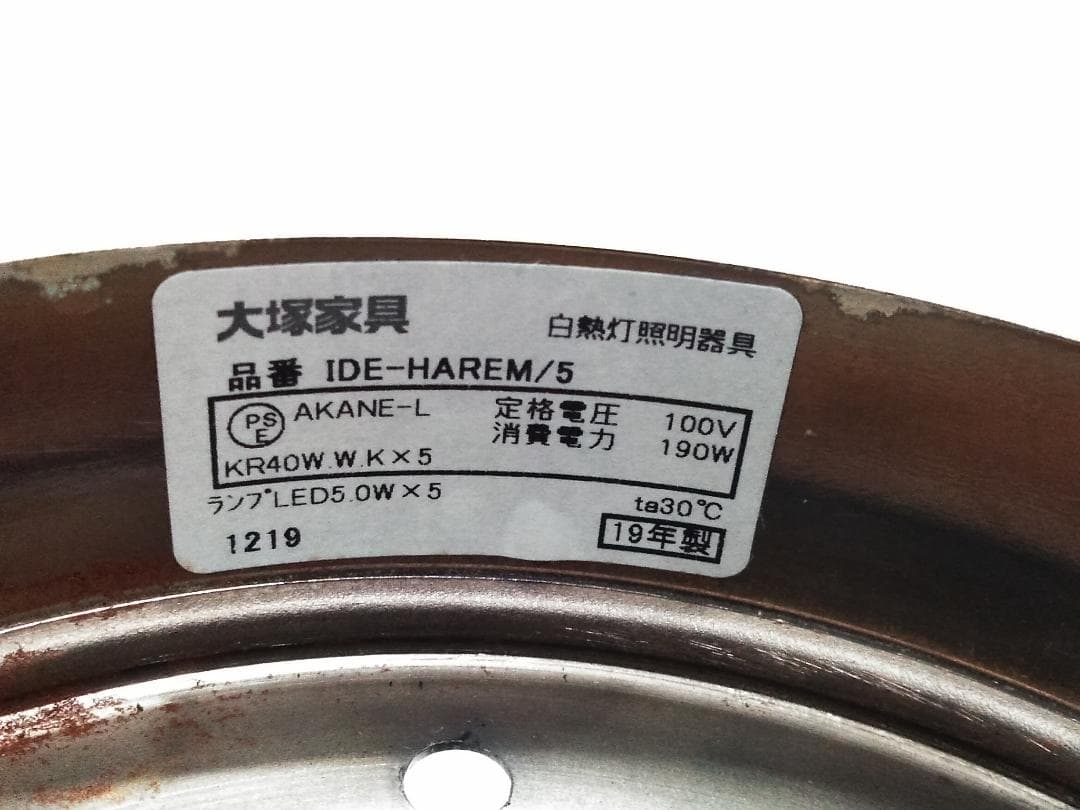 大塚家具 白熱灯照明器具
品番 IDE-HAREM/5
PSE AKANE-L 定格電圧 100V
消費電力 190W
KR40W.W.K×5
ランプLED5.0W×5 ta30℃
1219 19年製